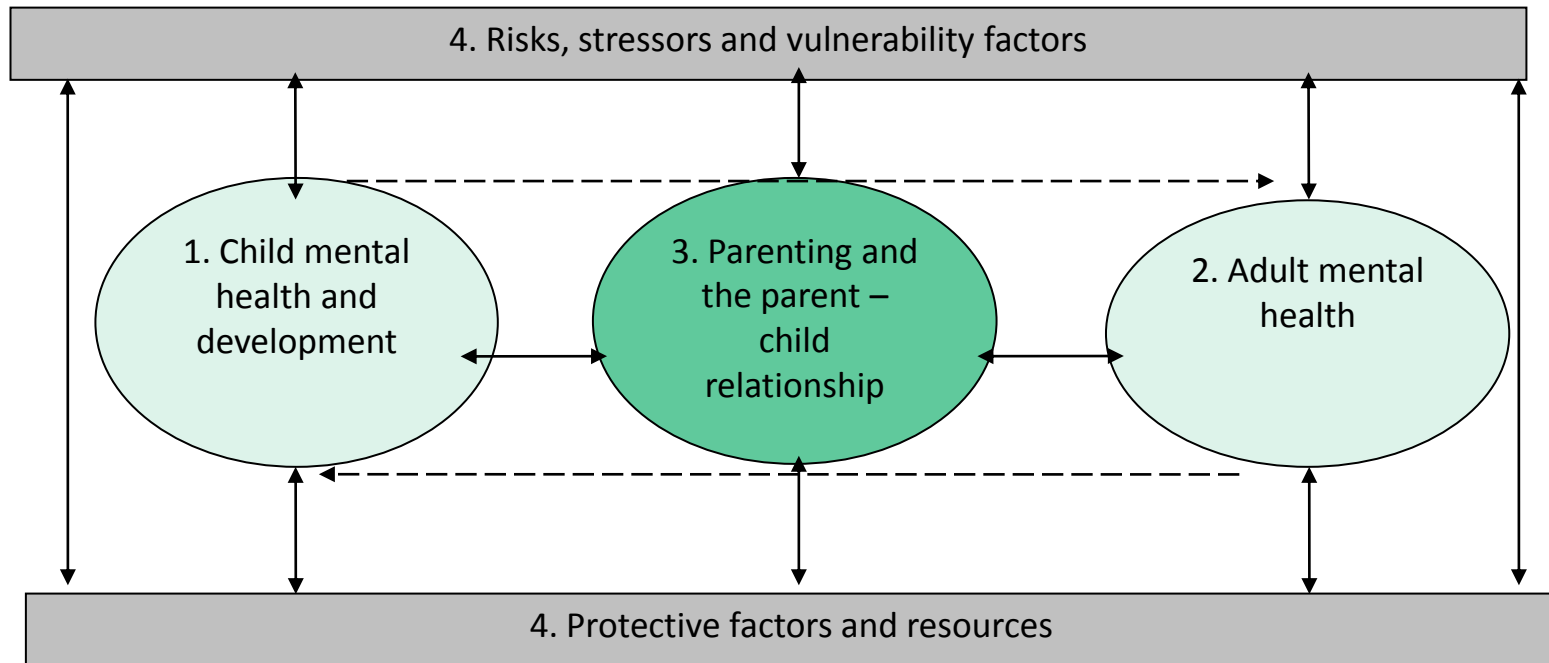 4. Risks, stressors and vulnerability factors
1. Child mental
health and
development
3. Parenting and
the parent –
child
relationship
2. Adult mental
health
4. Protective factors and resources